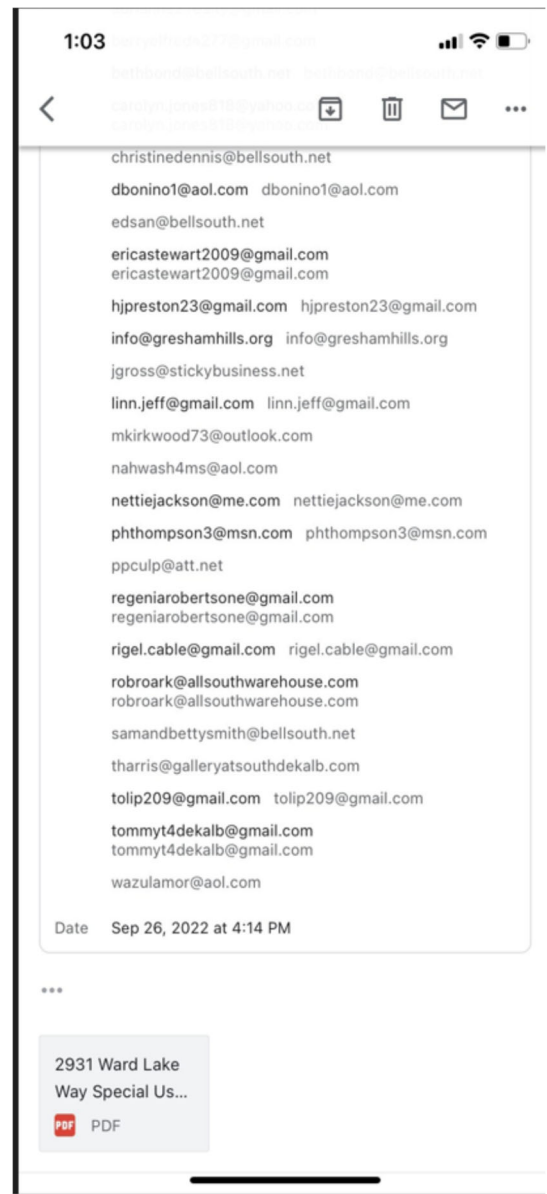 1:03
bethbond@bellsouth.net bethbond@bellsouth.net
christinedennis@bellsouth.net
dbonino1@aol.com dbonino1@aol.com
edsan@bellsouth.net
ericastewart2009@gmail.com
ericastewart2009@gmail.com
hjpreston23@gmail.com hjpreston23@gmail.com
info@greshamhills.org info@greshamhills.org
jgross@stickybusiness.net
linn.jeff@gmail.com linn.jeff@gmail.com
mkirkwood73@outlook.com
nahwash4ms@aol.com
nettiejackson@me.com nettiejackson@me.com
phthompson3@msn.com phthompson3@msn.com
ppculp@att.net
regeniarobertsone@gmail.com
regeniarobertsone@gmail.com
rigel.cable@gmail.com rigel.cable@gmail.com
robroark@allsouthwarehouse.com
robroark@allsouthwarehouse.com
samandbettysmith@bellsouth.net
tharris@galleryatsouthdekalb.com
tolip209@gmail.com tolip209@gmail.com
tommyt4dekalb@gmail.com
tommyt4dekalb@gmail.com
wazulamor@aol.com
Date Sep 26, 2022 at 4:14 PM
2931 Ward Lake
Way Special Us...
PDF PDF